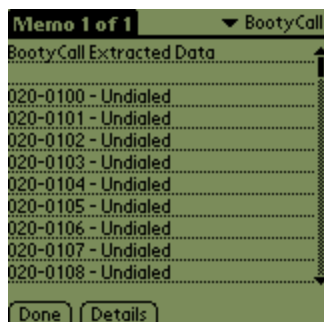 Memo 1 of 1 BootyCall
BootyCall Extracted Data
020-0100 - Undialed
020-0101 - Undialed
020-0102 - Undialed
020-0103 - Undialed
020-0104 - Undialed
020-0105 - Undialed
020-0106 - Undialed
020-0107 - Undialed
020-0108 - Undialed
Done Details